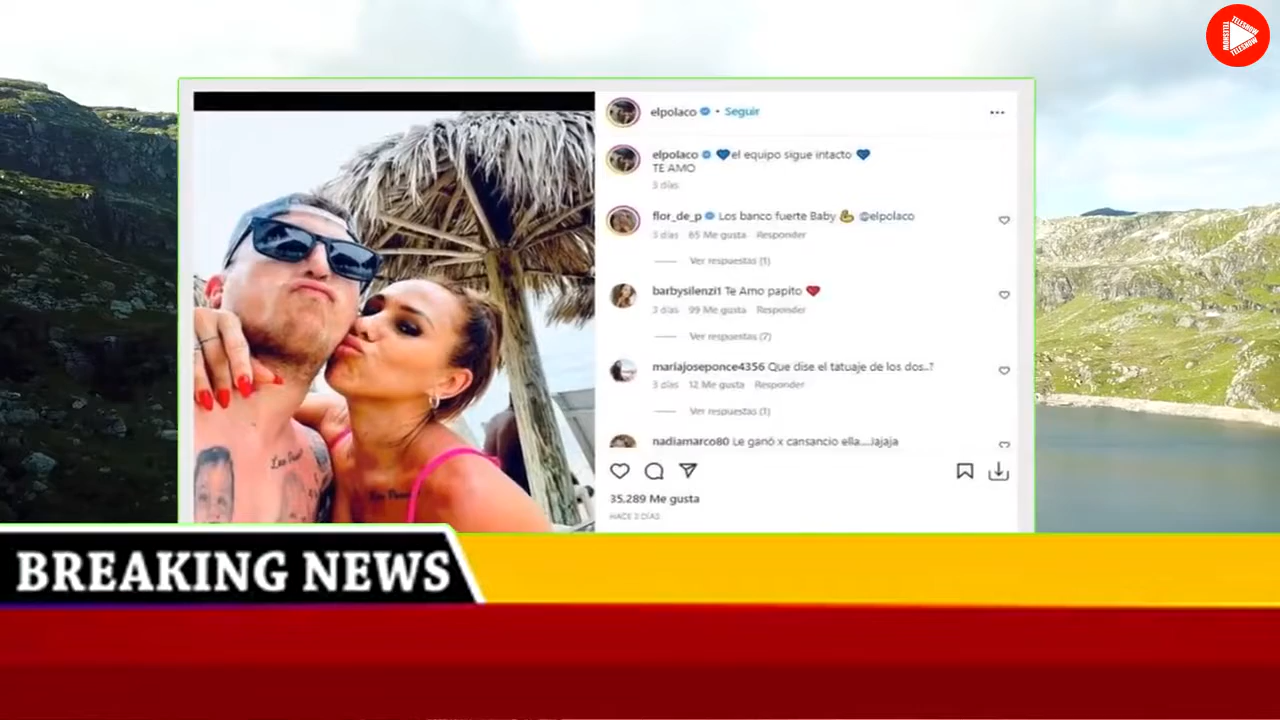 TELESHOW
TELESHOW
TELESHOW
elpolaco • Seguir
elpolaco 💙el equipo sigue intacto 💙
TE AMO
3 días
flor_de_p Los banco fuerte Baby 💪 @elpolaco
3 días 65 Me gusta Responder
Ver respuestas (1)
barbysilenzi1 Te Amo papito ❤️
3 días 99 Me gusta Responder
Ver respuestas (7)
mariajoseponce4356 Que dise el tatuaje de los dos..?
3 días 12 Me gusta Responder
Ver respuestas (1)
nadiamarco80 Le ganó x cansancio ella....Jajaja
35.289 Me gusta
HACE 3 DÍAS
BREAKING NEWS